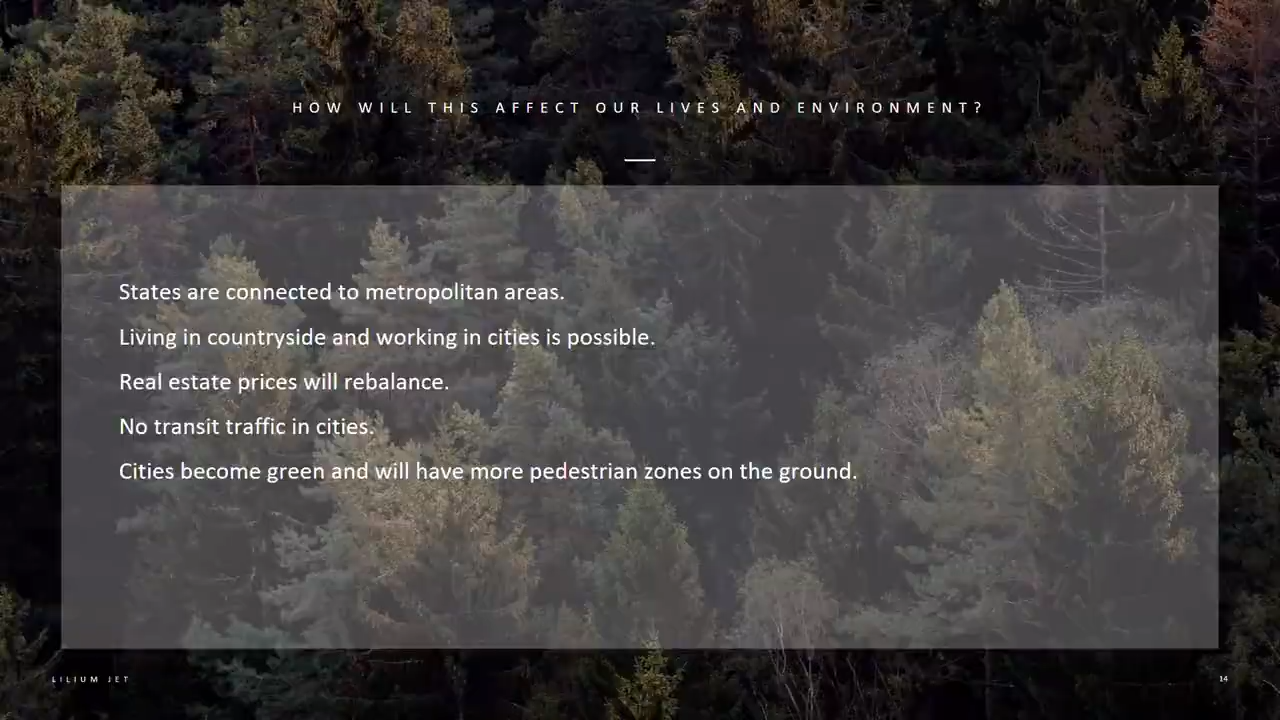 HOW WILL THIS AFFECT OUR LIVES AND ENVIRONMENT?
States are connected to metropolitan areas.
Living in countryside and working in cities is possible.
Real estate prices will rebalance.
No transit traffic in cities.
Cities become green and will have more pedestrian zones on the ground.
LILIUM JET
14